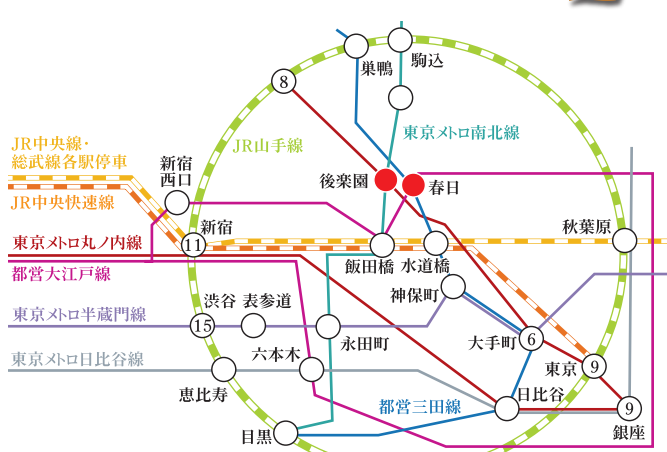 巣鴨
駒込
8
東京メトロ南北線
JR中央線・
総武線各駅停車
JR山手線
新宿
西口
後楽園
春日
JR中央快速線
新宿
秋葉原
東京メトロ丸ノ内線
11
飯田橋
水道橋
都営大江戸線
神保町
渋谷
表参道
東京メトロ半蔵門線
15
永田町
大手町
6
東京メトロ日比谷線
六本木
東京
9
恵比寿
都営三田線
日比谷
9
目黒
銀座